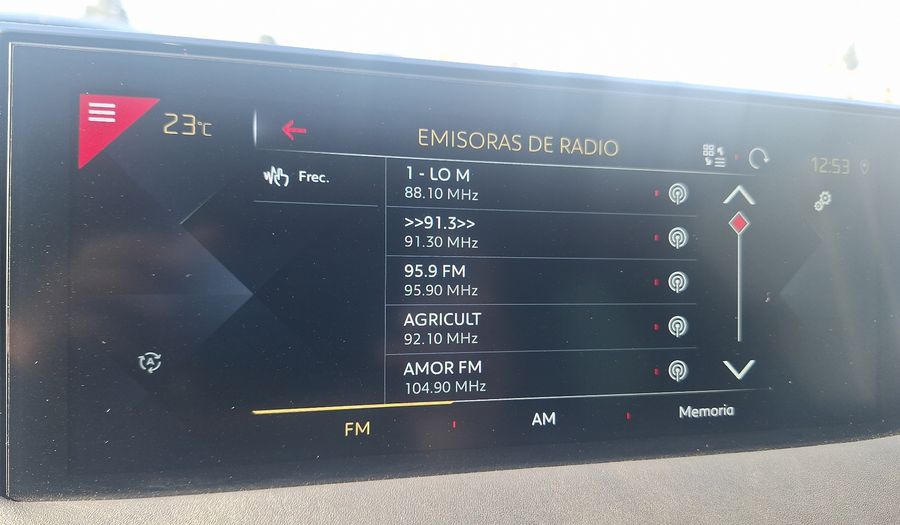 23°C
EMISORAS DE RADIO
12:53
Frec.
1 - LO M
88.10 MHz
>>91.3>>
91.30 MHz
95.9 FM
95.90 MHz
AGRICULT
92.10 MHz
AMOR FM
104.90 MHz
A
FM
AM
Memoria